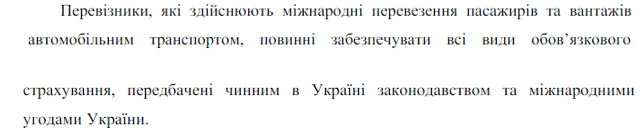 Перевізники, які здійснюють міжнародні перевезення пасажирів та вантажів
автомобільним транспортом, повинні забезпечувати всі види обов’язкового
страхування, передбачені чинним в Україні законодавством та міжнародними
угодами України.